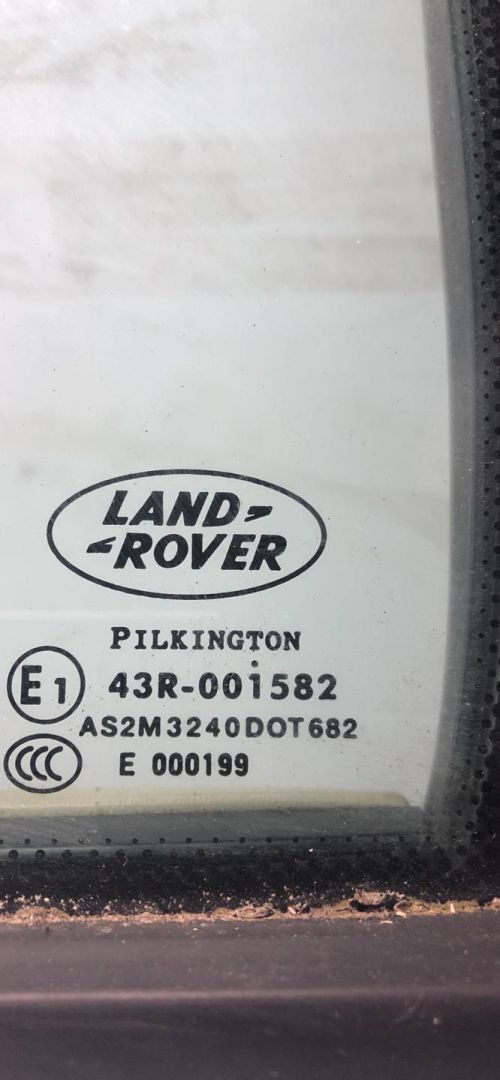 LAND
ROVER
PILKINGTON
E1 43R-001582
AS2M3240DOT682
CCC E 000199